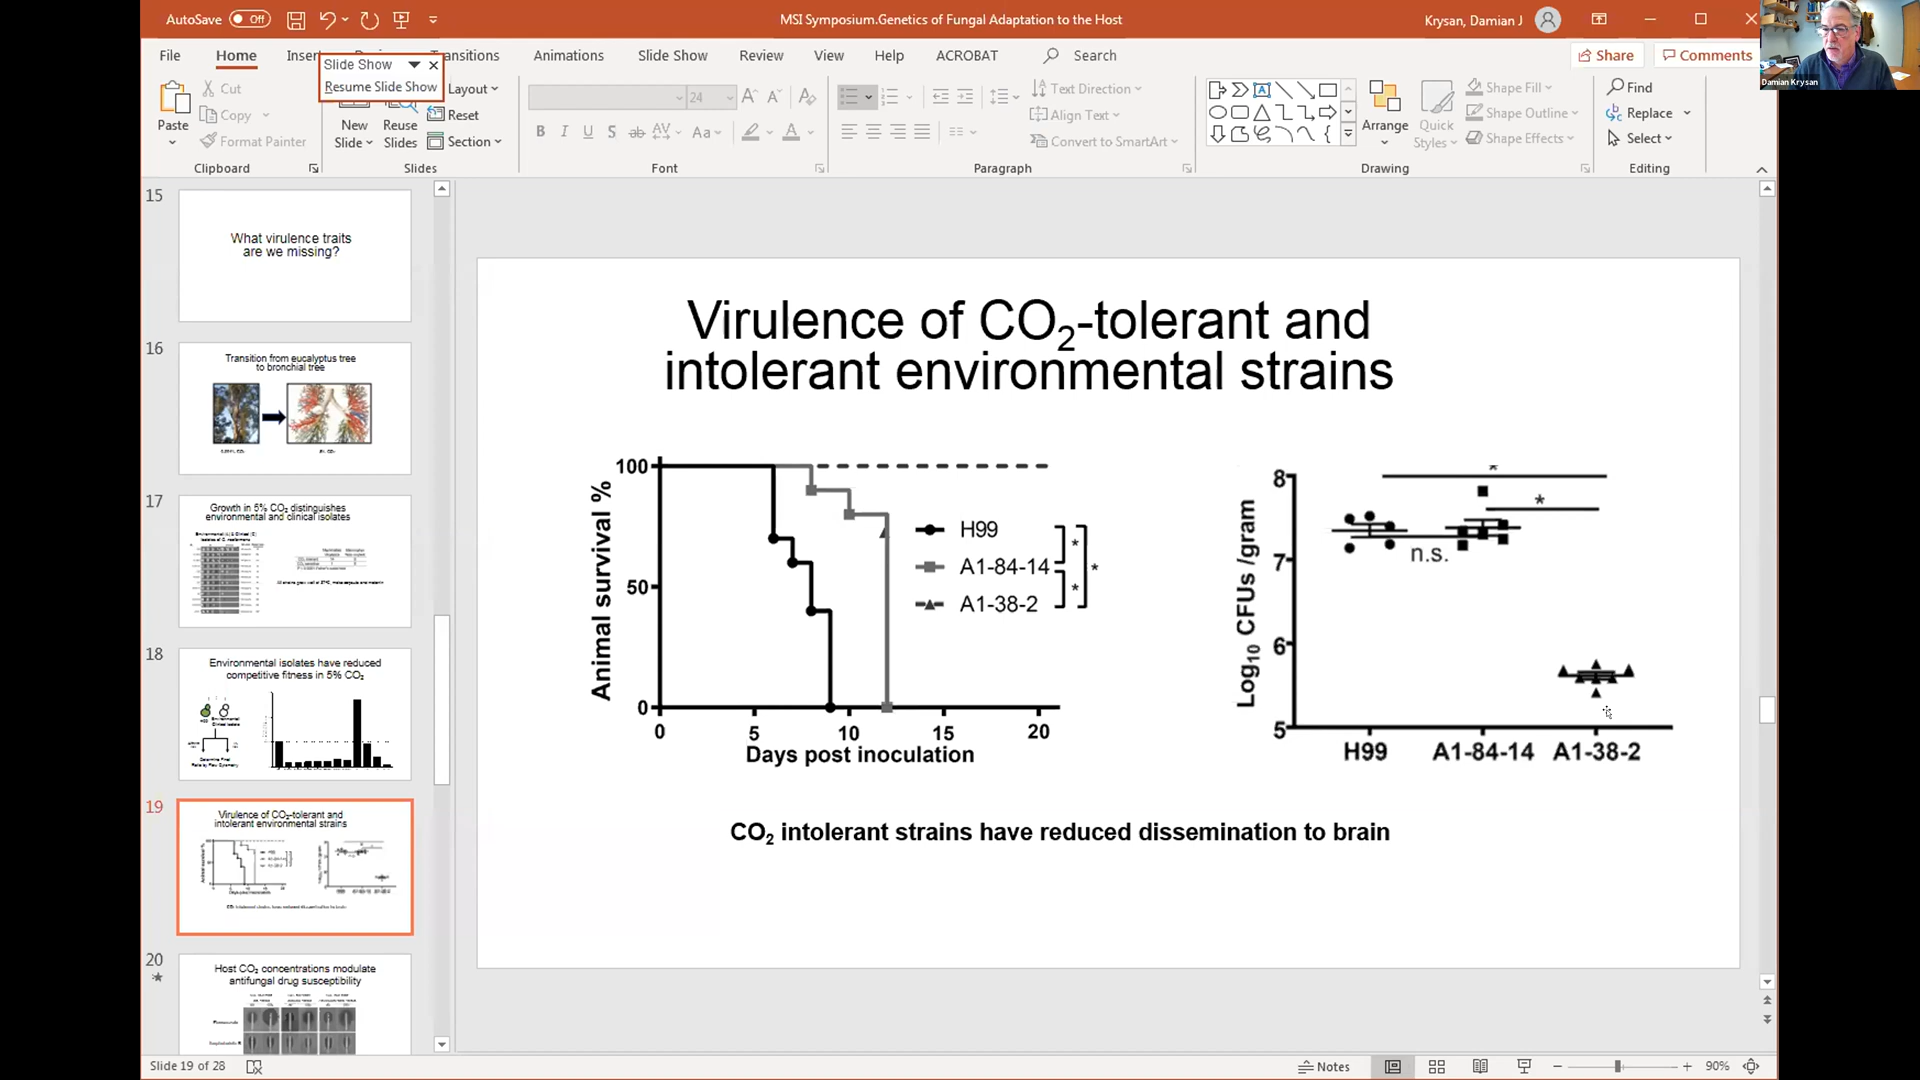 AutoSave Off
MSI Symposium.Genetics of Fungal Adaptation to the Host
Krysan, Damian J
Damian Krysan
File Home Insert Transitions Animations Slide Show Review View Help ACROBAT Search
Share Comments
Slide Show
Resume Slide Show
Paste
Cut
Copy
Format Painter
Clipboard
New Slide
Reuse Slides
Layout
Reset
Section
Slides
24
Font
Text Direction
Align Text
Convert to SmartArt
Paragraph
Arrange
Quick Styles
Shape Fill
Shape Outline
Shape Effects
Drawing
Find
Replace
Select
Editing
15
What virulence traits
are we missing?
16
Transition from eucalyptus tree
to bronchial tree
17
Growth in 5% CO2 distinguishes
environmental and clinical isolates
18
Environmental isolates have reduced
competitive fitness in 5% CO2
19
Virulence of CO2-tolerant and
intolerant environmental strains
20
Host CO2 concentrations modulate
antifungal drug susceptibility
Virulence of CO2-tolerant and
intolerant environmental strains
Animal survival %
100
50
0
0 5 10 15 20
Days post inoculation
H99
A1-84-14
A1-38-2
*
*
*
Log10 CFUs /gram
8
7
6
5
*
*
n.s.
H99 A1-84-14 A1-38-2
CO2 intolerant strains have reduced dissemination to brain
Slide 19 of 28
Notes
90%